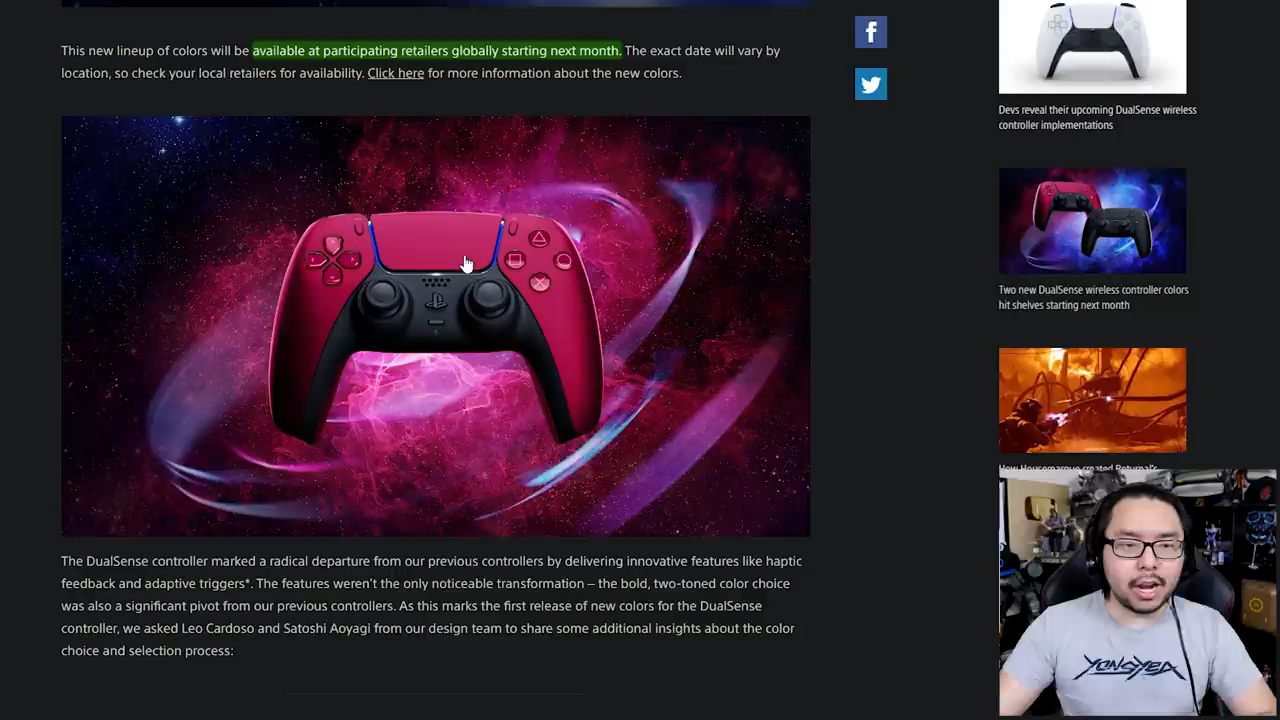 This new lineup of colors will be available at participating retailers globally starting next month. The exact date will vary by
location, so check your local retailers for availability. Click here for more information about the new colors.
The DualSense controller marked a radical departure from our previous controllers by delivering innovative features like haptic
feedback and adaptive triggers*. The features weren't the only noticeable transformation – the bold, two-toned color choice
was also a significant pivot from our previous controllers. As this marks the first release of new colors for the DualSense
controller, we asked Leo Cardoso and Satoshi Aoyagi from our design team to share some additional insights about the color
choice and selection process:
Devs reveal their upcoming DualSense wireless
controller implementations
Two new DualSense wireless controller colors
hit shelves starting next month
How Housemarque created Returnal's
YONGYEA